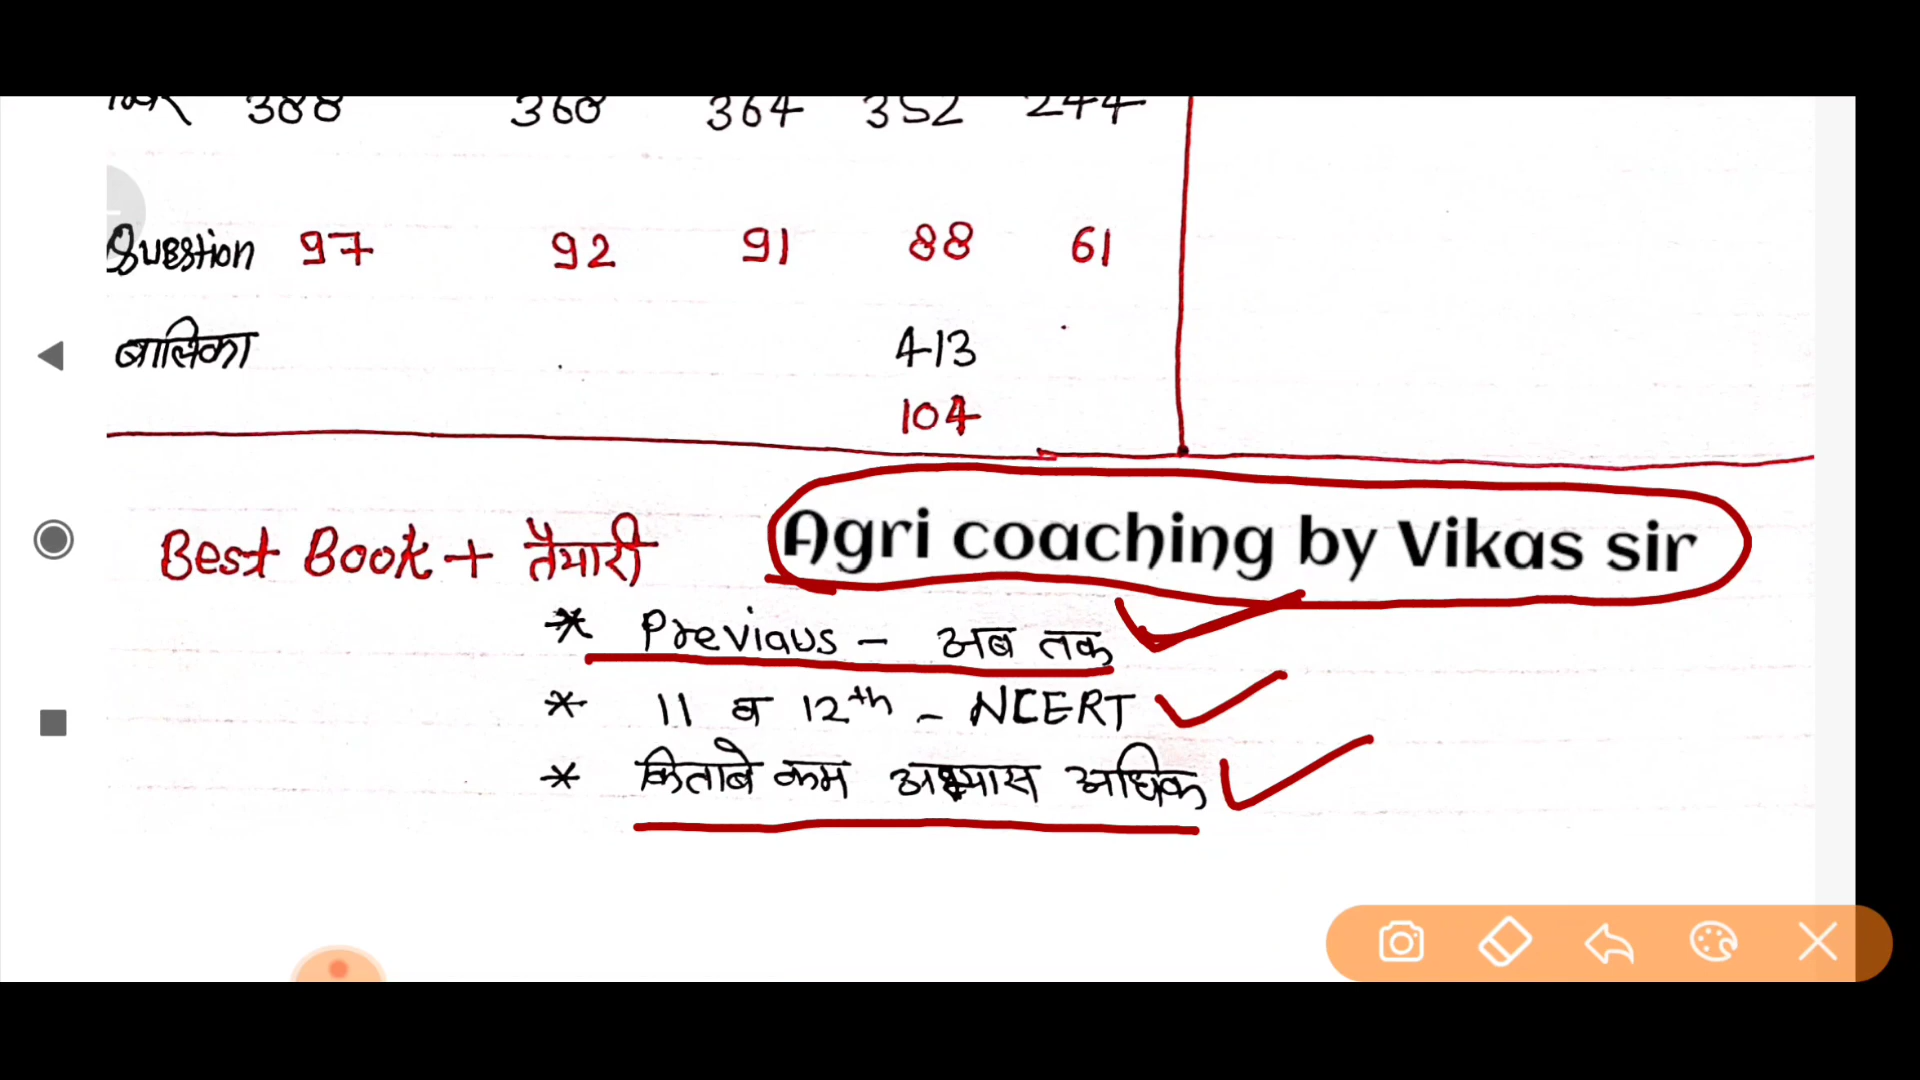 388 360 364 352 244
Question 97 92 91 88 61
बालिका 413
104
Best Book + तैयारी
Agri coaching by Vikas sir
* Previous - अब तक
* 11 व 12th - NCERT
* किताबे कम अभ्यास अधिक